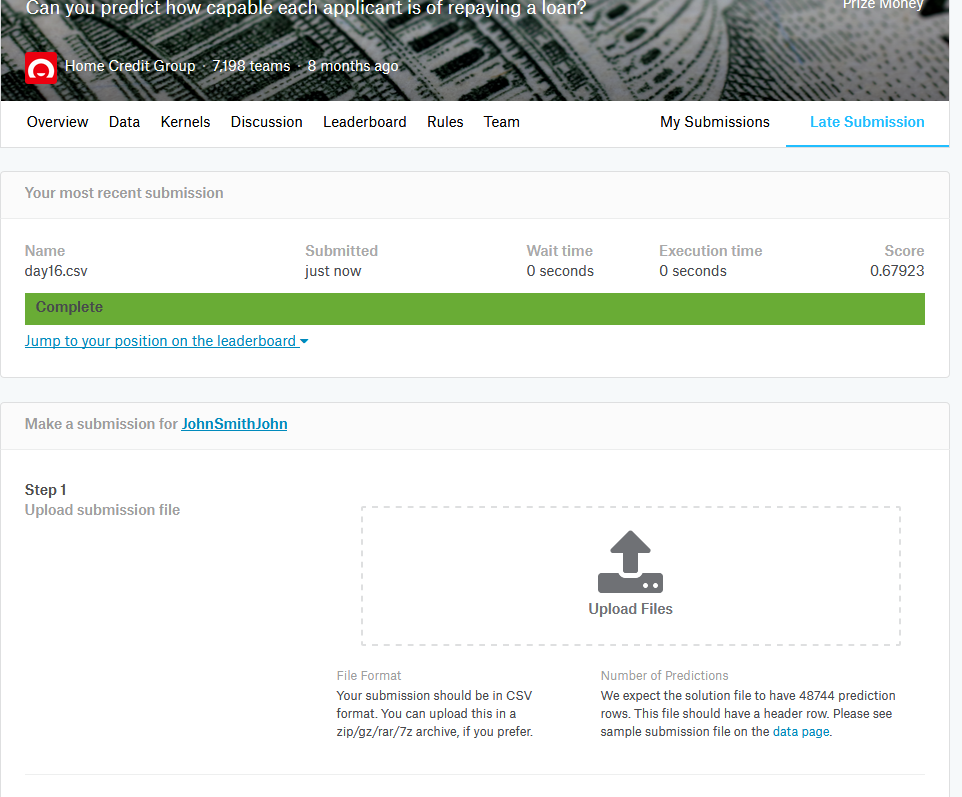 Can you predict how capable each applicant is of repaying a loan?
Prize Money
Home Credit Group · 7,198 teams · 8 months ago
Overview Data Kernels Discussion Leaderboard Rules Team My Submissions Late Submission
Your most recent submission
Name Submitted Wait time Execution time Score
day16.csv just now 0 seconds 0 seconds 0.67923
Complete
Jump to your position on the leaderboard
Make a submission for JohnSmithJohn
Step 1
Upload submission file
Upload Files
File Format
Your submission should be in CSV
format. You can upload this in a
zip/gz/rar/7z archive, if you prefer.
Number of Predictions
We expect the solution file to have 48744 prediction
rows. This file should have a header row. Please see
sample submission file on the data page.